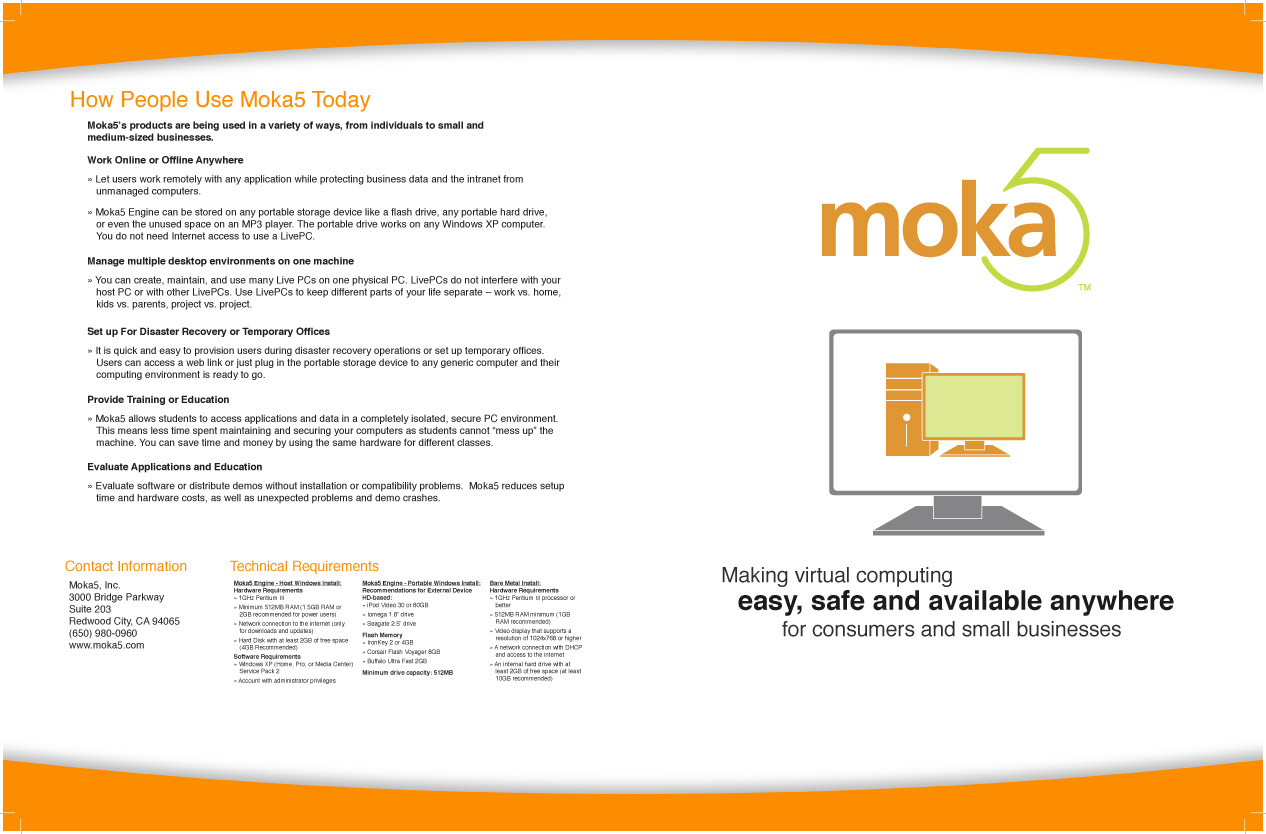 How People Use Moka5 Today
Moka5's products are being used in a variety of ways, from individuals to small and
medium-sized businesses.
Work Online or Offline Anywhere
» Let users work remotely with any application while protecting business data and the intranet from
unmanaged computers.
» Moka5 Engine can be stored on any portable storage device like a flash drive, any portable hard drive,
or even the unused space on an MP3 player. The portable drive works on any Windows XP computer.
You do not need Internet access to use a LivePC.
Manage multiple desktop environments on one machine
» You can create, maintain, and use many Live PCs on one physical PC. LivePCs do not interfere with your
host PC or with other LivePCs. Use LivePCs to keep different parts of your life separate – work vs. home,
kids vs. parents, project vs. project.
Set up For Disaster Recovery or Temporary Offices
» It is quick and easy to provision users during disaster recovery operations or set up temporary offices.
Users can access a web link or just plug in the portable storage device to any generic computer and their
computing environment is ready to go.
Provide Training or Education
» Moka5 allows students to access applications and data in a completely isolated, secure PC environment.
This means less time spent maintaining and securing your computers as students cannot “mess up” the
machine. You can save time and money by using the same hardware for different classes.
Evaluate Applications and Education
» Evaluate software or distribute demos without installation or compatibility problems. Moka5 reduces setup
time and hardware costs, as well as unexpected problems and demo crashes.
Contact Information
Moka5, Inc.
3000 Bridge Parkway
Suite 203
Redwood City, CA 94065
(650) 980-0960
www.moka5.com
Technical Requirements
Moka5 Engine - Host Windows Install:
Hardware Requirements
» 1GHz Pentium III
» Minimum 512MB RAM (1.5GB RAM or
2GB recommended for power users)
» Network connection to the internet (only
for downloads and updates)
» Hard Disk with at least 2GB of free space
(4GB Recommended)
Software Requirements
» Windows XP (Home, Pro, or Media Center)
Service Pack 2
» Account with administrator privileges
Moka5 Engine - Portable Windows Install:
Recommendations for External Device
HD-based:
» iPod Video 30 or 80GB
» Iomega 1.8" drive
» Seagate 2.5" drive
Flash Memory
» IronKey 2 or 4GB
» Corsair Flash Voyager 8GB
» Buffalo Ultra Fast 2GB
Minimum drive capacity: 512MB
Bare Metal Install:
Hardware Requirements
» 1GHz Pentium III processor or
better
» 512MB RAM minimum (1GB
RAM recommended)
» Video display that supports a
resolution of 1024x768 or higher
» A network connection with DHCP
and access to the internet
» An internal hard drive with at
least 2GB of free space (at least
10GB recommended)
moka5
TM
Making virtual computing
easy, safe and available anywhere
for consumers and small businesses